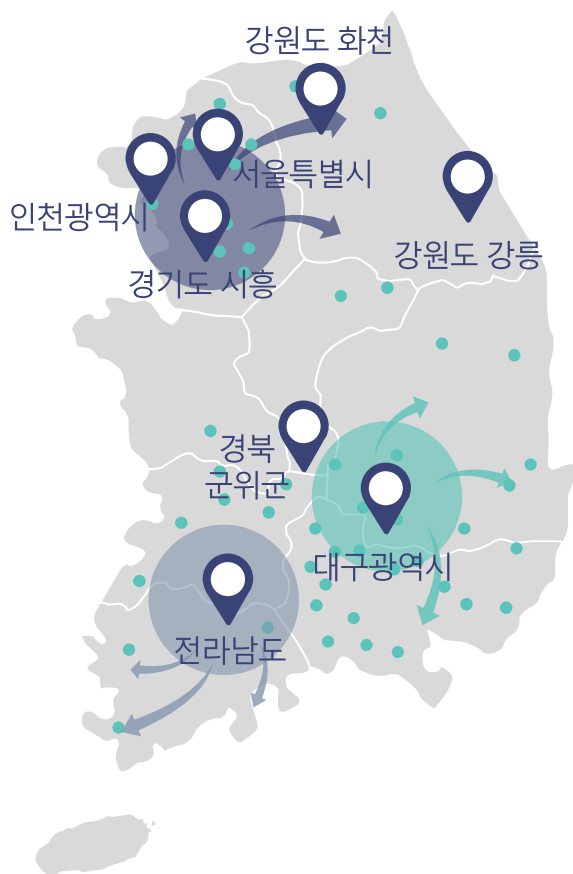 강원도 화천
서울특별시
인천광역시
강원도 강릉
경기도 시흥
경북
군위군
대구광역시
전라남도